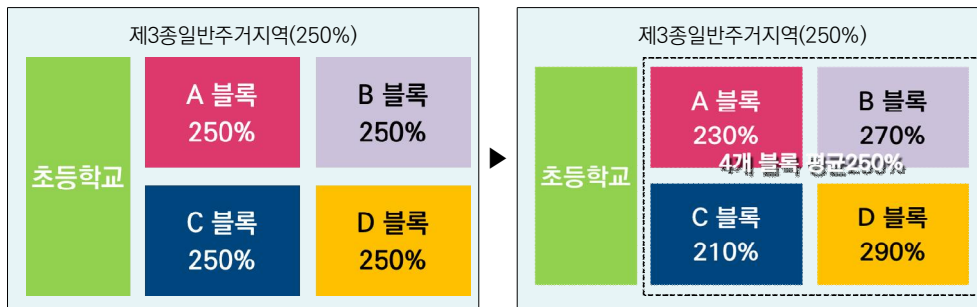 제3종일반주거지역(250%)
초등학교
A 블록
250%
B 블록
250%
C 블록
250%
D 블록
250%
▶
제3종일반주거지역(250%)
초등학교
A 블록
230%
B 블록
270%
4개 블록 평균250%
C 블록
210%
D 블록
290%